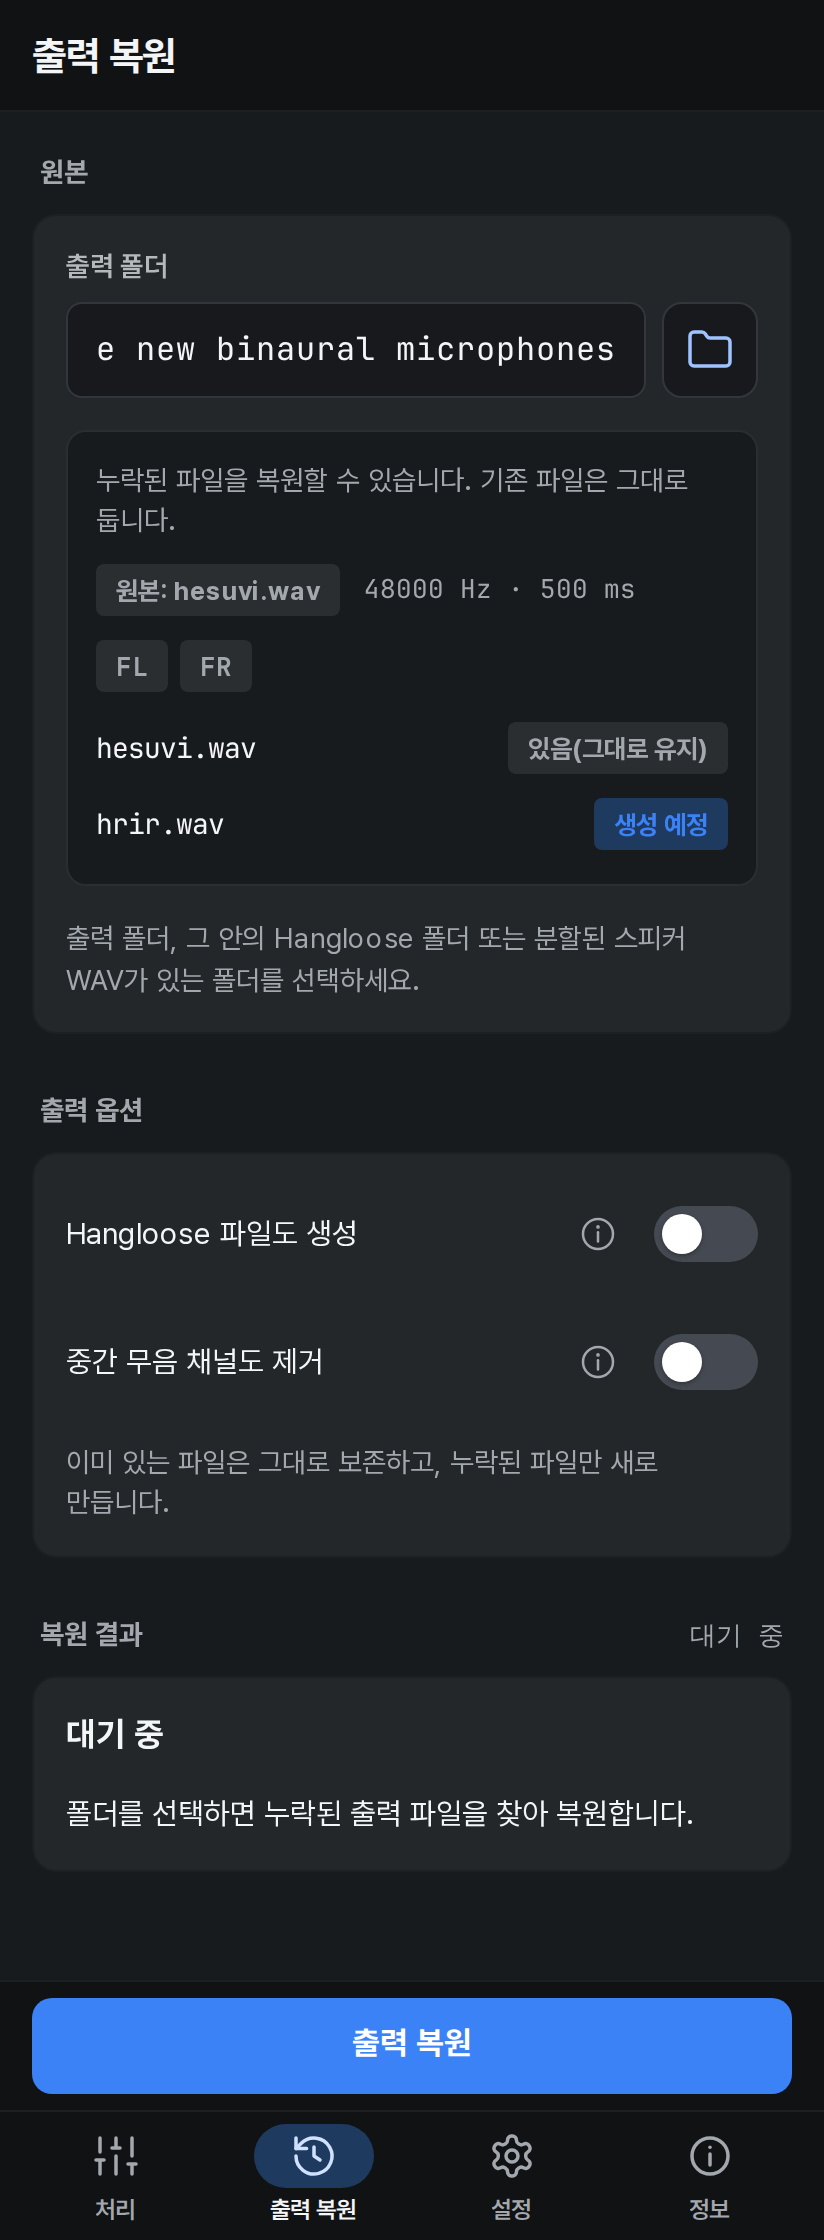 출력 복원
원본
출력 폴더
e new binaural microphones
누락된 파일을 복원할 수 있습니다. 기존 파일은 그대로
둡니다.
원본: hesuvi.wav 48000 Hz · 500 ms
FL FR
hesuvi.wav 있음(그대로 유지)
hrir.wav 생성 예정
출력 폴더, 그 안의 Hangloose 폴더 또는 분할된 스피커
WAV가 있는 폴더를 선택하세요.
출력 옵션
Hangloose 파일도 생성
중간 무음 채널도 제거
이미 있는 파일은 그대로 보존하고, 누락된 파일만 새로
만듭니다.
복원 결과 대기 중
대기 중
폴더를 선택하면 누락된 출력 파일을 찾아 복원합니다.
출력 복원
처리 출력 복원 설정 정보